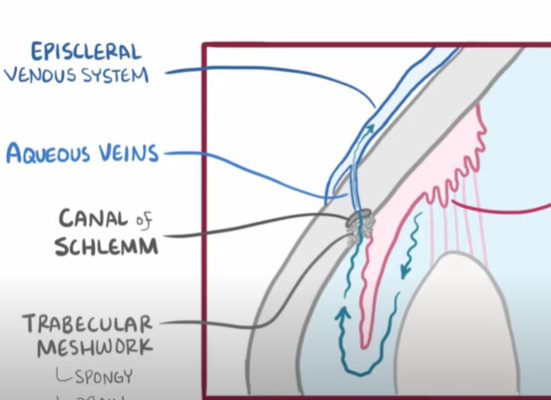 EPISCLERAL
VENOUS SYSTEM
AQUEOUS VEINS
CANAL of
SCHLEMM
TRABECULAR
MESHWORK
SPONGY